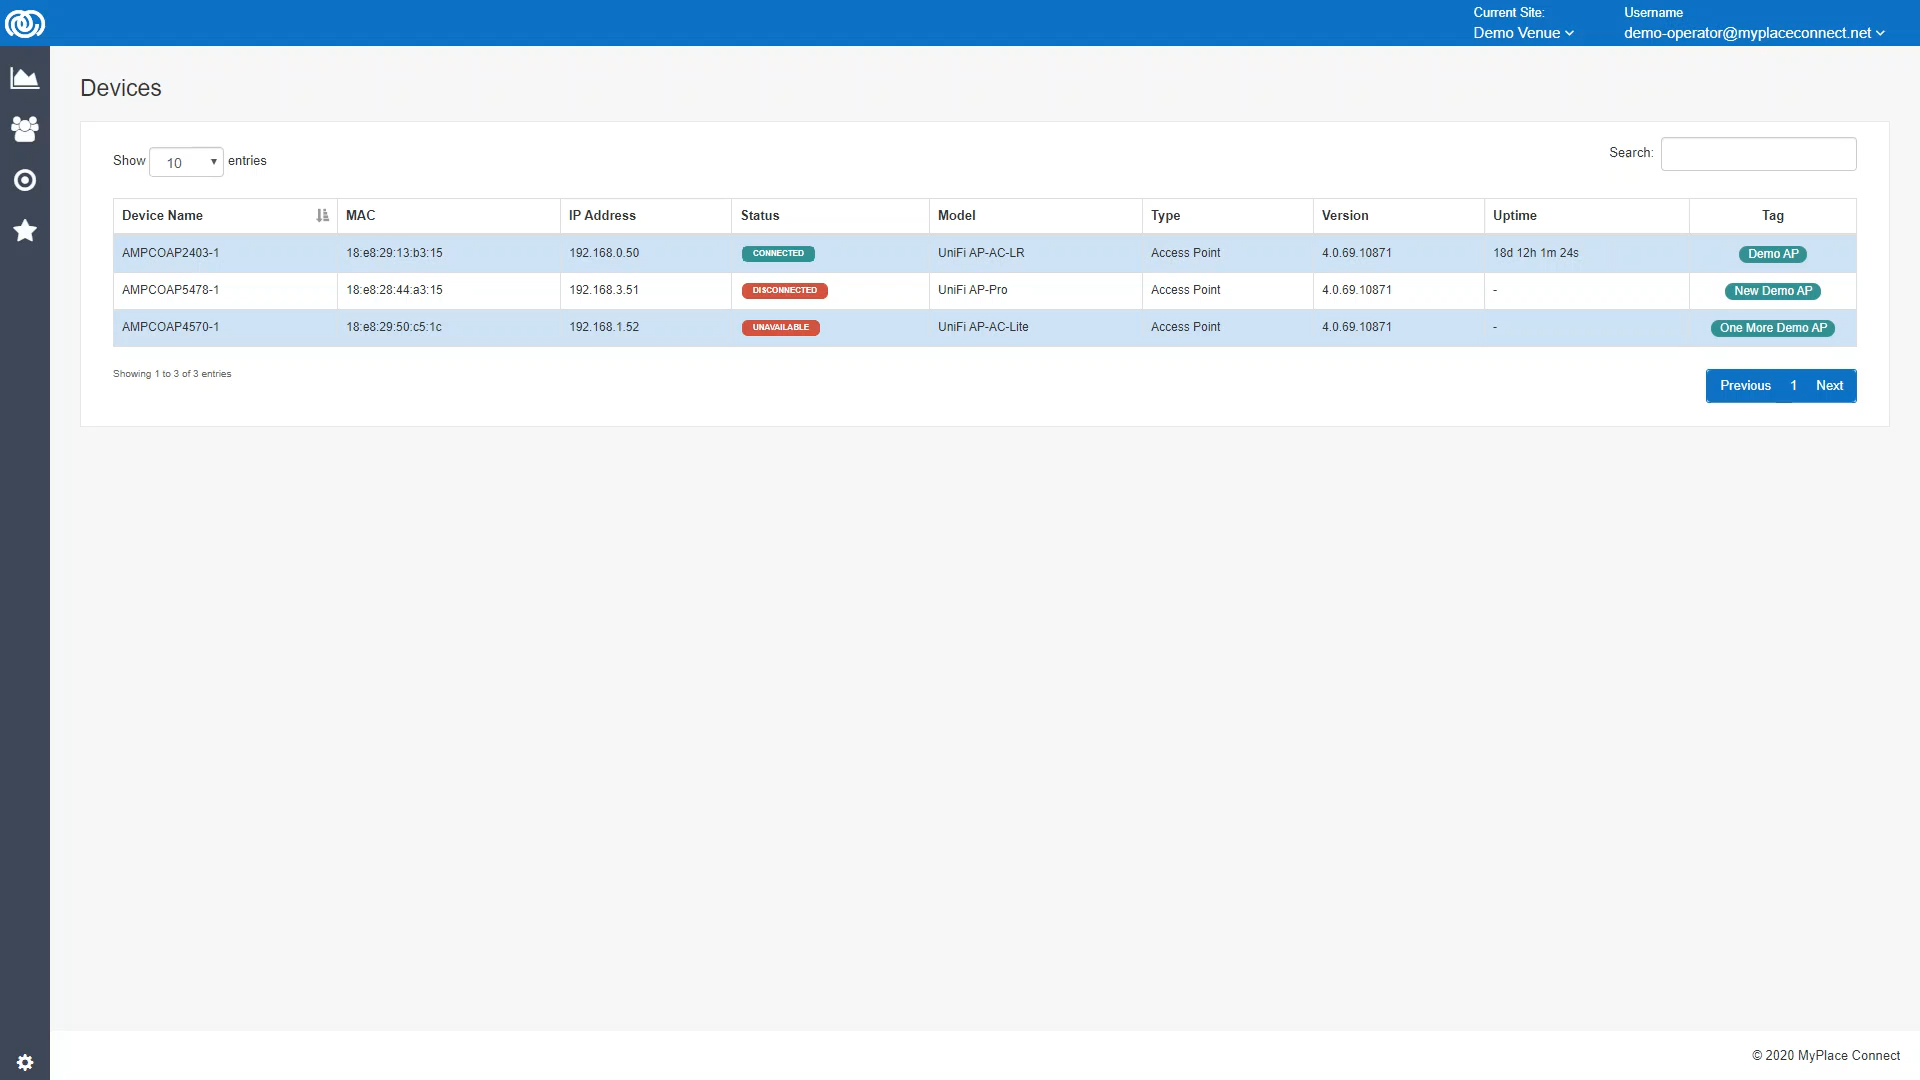 Current Site:
Demo Venue
Username
demo-operator@myplaceconnect.net
Devices
Show 10 entries
Search:
Device Name MAC IP Address Status Model Type Version Uptime Tag
AMPCOAP2403-1 18:e8:29:13:b3:15 192.168.0.50 CONNECTED UniFi AP-AC-LR Access Point 4.0.69.10871 18d 12h 1m 24s Demo AP
AMPCOAP5478-1 18:e8:28:44:a3:15 192.168.3.51 DISCONNECTED UniFi AP-Pro Access Point 4.0.69.10871 - New Demo AP
AMPCOAP4570-1 18:e8:29:50:c5:1c 192.168.1.52 UNAVAILABLE UniFi AP-AC-Lite Access Point 4.0.69.10871 - One More Demo AP
Showing 1 to 3 of 3 entries
Previous 1 Next
© 2020 MyPlace Connect